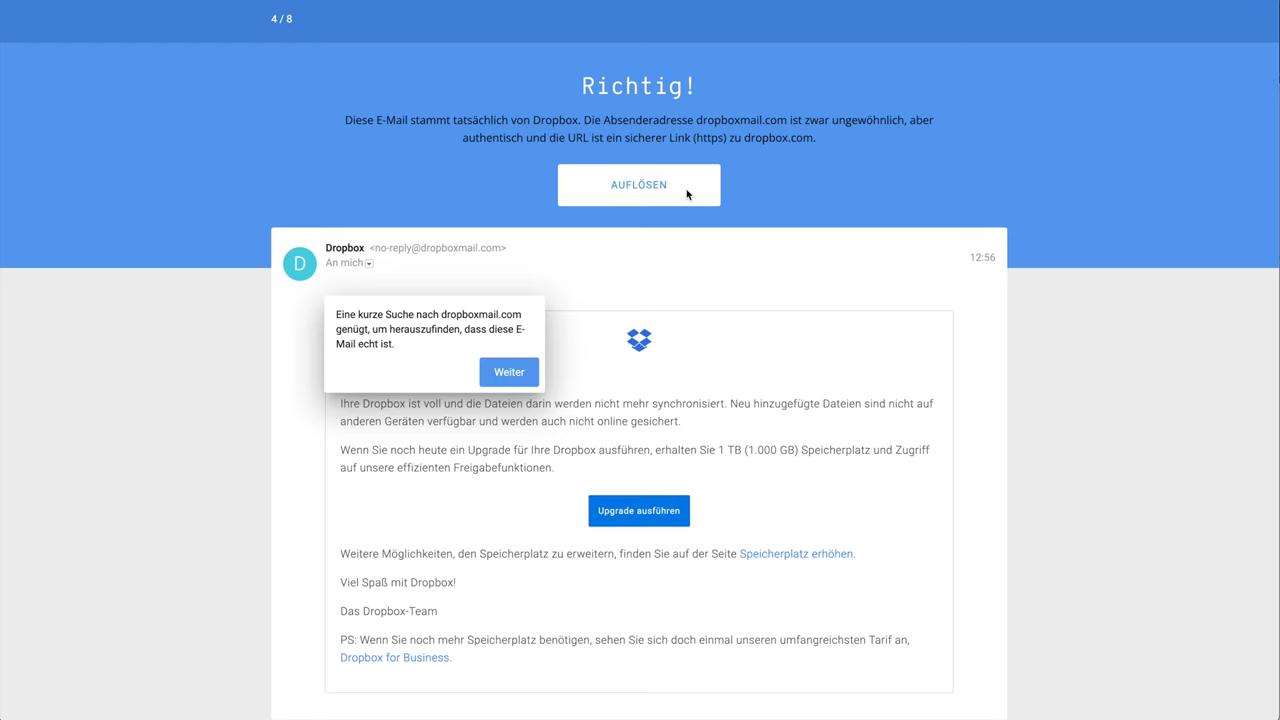 4 / 8
Richtig!
Diese E-Mail stammt tatsächlich von Dropbox. Die Absenderadresse dropboxmail.com ist zwar ungewöhnlich, aber
authentisch und die URL ist ein sicherer Link (https) zu dropbox.com.
AUFLÖSEN
Dropbox <no-reply@dropboxmail.com>
12:56
D
An mich
Eine kurze Suche nach dropboxmail.com
genügt, um herauszufinden, dass diese E-
Mail echt ist.
Weiter
Ihre Dropbox ist voll und die Dateien darin werden nicht mehr synchronisiert. Neu hinzugefügte Dateien sind nicht auf
anderen Geräten verfügbar und werden auch nicht online gesichert.
Wenn Sie noch heute ein Upgrade für Ihre Dropbox ausführen, erhalten Sie 1 TB (1.000 GB) Speicherplatz und Zugriff
auf unsere effizienten Freigabefunktionen.
Upgrade ausführen
Weitere Möglichkeiten, den Speicherplatz zu erweitern, finden Sie auf der Seite Speicherplatz erhöhen.
Viel Spaß mit Dropbox!
Das Dropbox-Team
PS: Wenn Sie noch mehr Speicherplatz benötigen, sehen Sie sich doch einmal unseren umfangreichsten Tarif an,
Dropbox for Business.